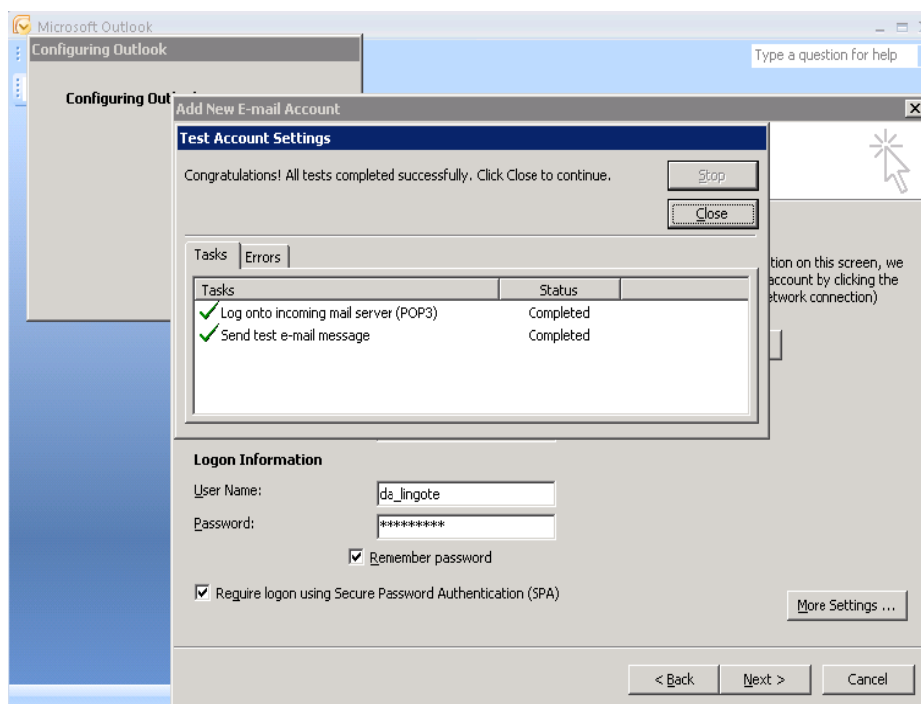 Microsoft Outlook
Configuring Outlook
Type a question for help
Configuring
Add New E-mail Account
Test Account Settings
Congratulations! All tests completed successfully. Click Close to continue.
Stop
Close
Tasks
Errors
on this screen, we
account by clicking the
connection)
Tasks Status
Log onto incoming mail server (POP3) Completed
Send test e-mail message Completed
Logon Information
User Name: da_lingote
Password: *********
Remember password
Require logon using Secure Password Authentication (SPA)
More Settings ...
< Back
Next >
Cancel